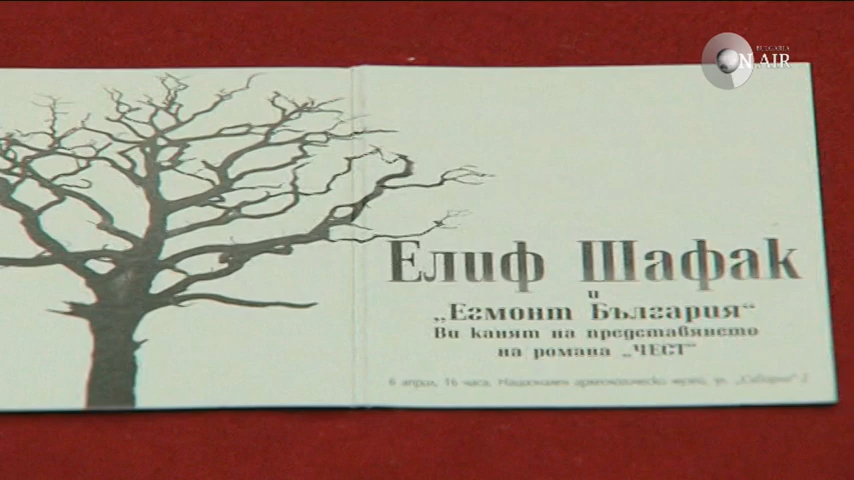 BULGARIA
ON AIR
Елиф Шафак
и
„Егмонт България“
Ви канят на представянето
на романа „ЧЕСТ“
6 април, 16 часа, Национален археологически музей, ул. „Съборна“ 2